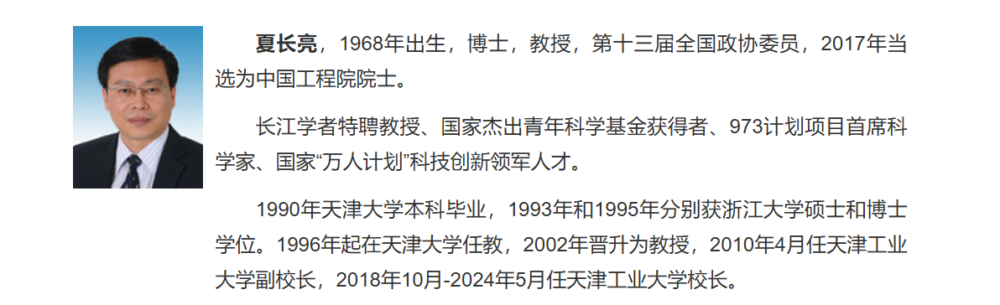 夏长亮，1968年出生，博士，教授，第十三届全国政协委员，2017年当
选为中国工程院院士。
长江学者特聘教授、国家杰出青年科学基金获得者、973计划项目首席科
学家、国家“万人计划”科技创新领军人才。
1990年天津大学本科毕业，1993年和1995年分别获浙江大学硕士和博士
学位。1996年起在天津大学任教，2002年晋升为教授，2010年4月任天津工业
大学副校长，2018年10月-2024年5月任天津工业大学校长。